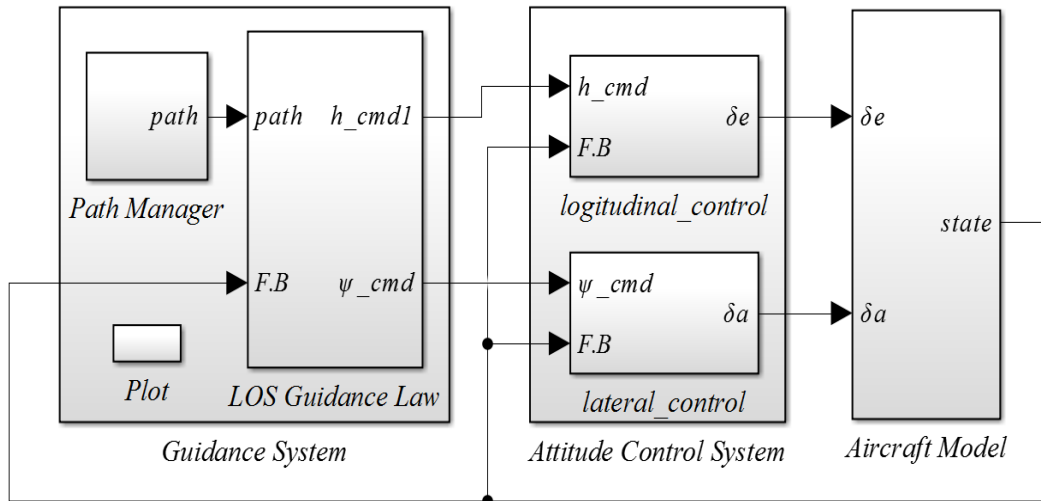 path
Path Manager
path
h_cmd1
F.B
ψ_cmd
LOS Guidance Law
Plot
Guidance System
h_cmd
δe
F.B
logitudinal_control
ψ_cmd
δa
F.B
lateral_control
Attitude Control System
δe
state
δa
Aircraft Model